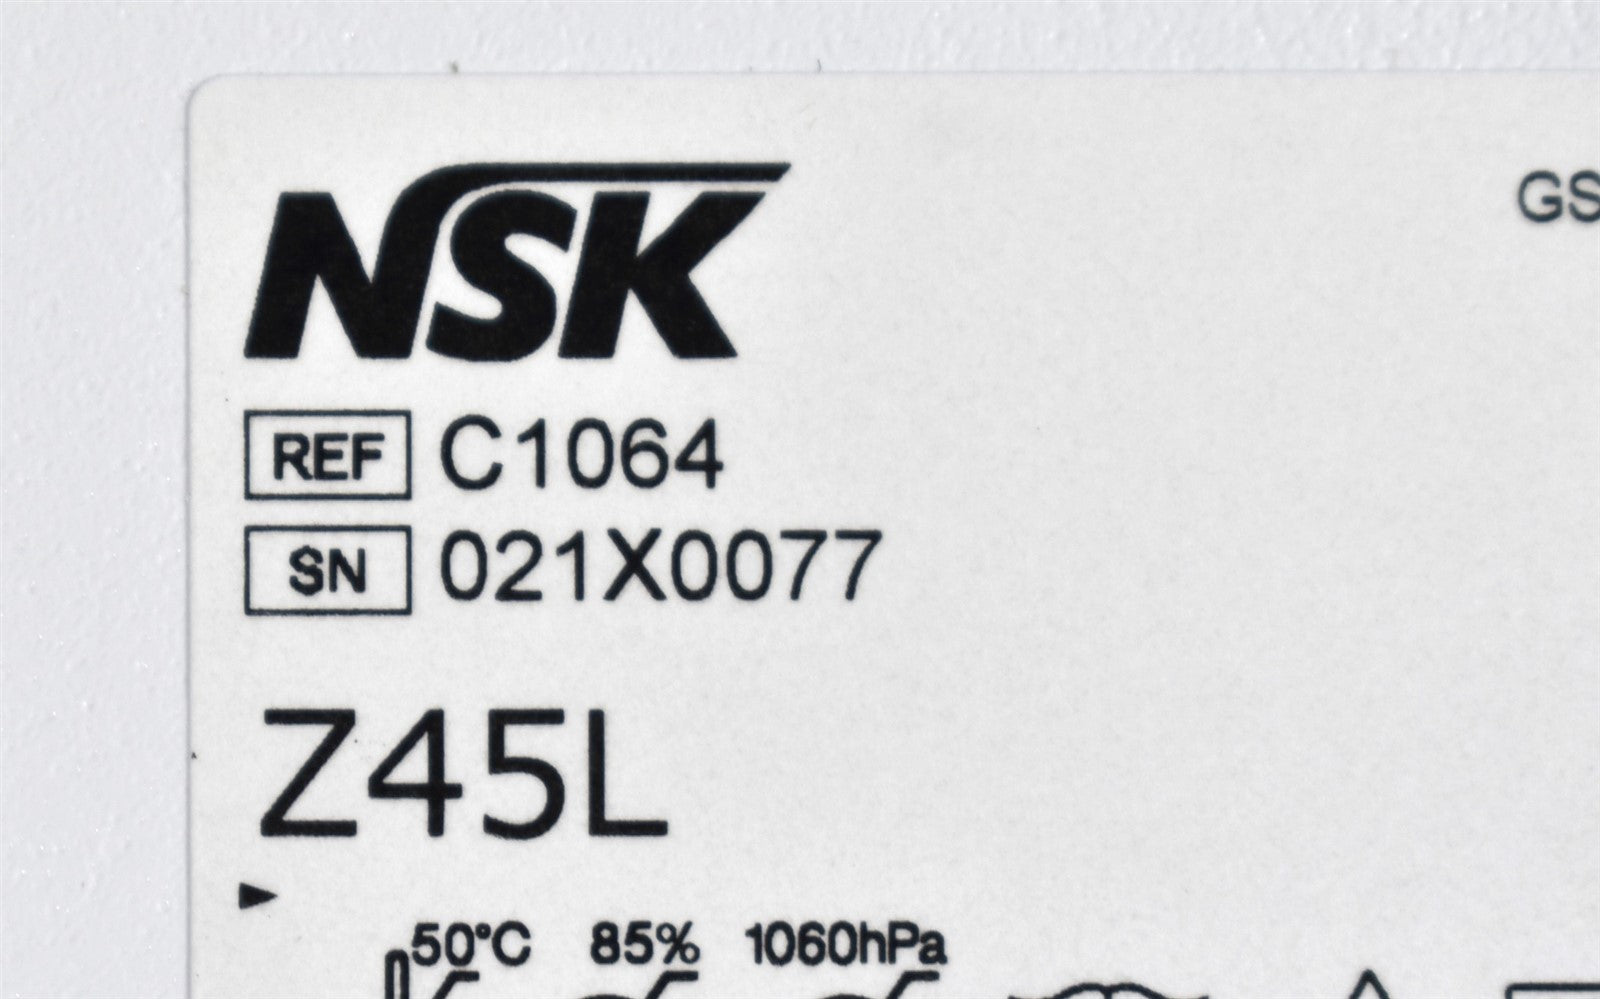 NSK
GS
REF C1064
SN 021X0077
Z45L
50°C 85% 1060hPa